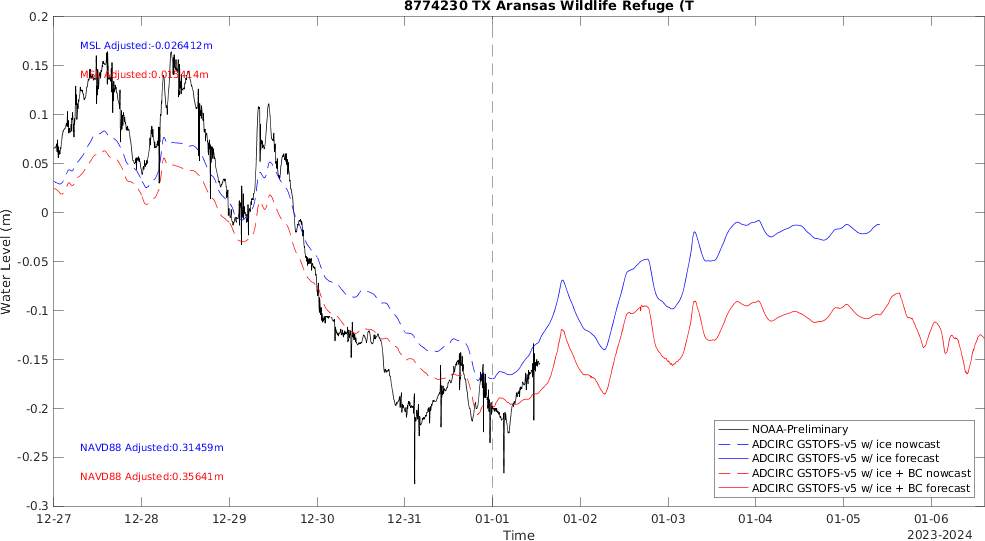 8774230 TX Aransas Wildlife Refuge (T
0.2
0.15
0.1
0.05
0
-0.05
-0.1
-0.15
-0.2
-0.25
-0.3
Water Level (m)
MSL Adjusted:-0.026412m
NAVD88 Adjusted:0.31459m
NAVD88 Adjusted:0.35641m
NOAA-Preliminary
ADCIRC GSTOFS-v5 w/ ice nowcast
ADCIRC GSTOFS-v5 w/ ice forecast
ADCIRC GSTOFS-v5 w/ ice + BC nowcast
ADCIRC GSTOFS-v5 w/ ice + BC forecast
12-27 12-28 12-29 12-30 12-31 01-01 01-02 01-03 01-04 01-05 01-06
Time
2023-2024